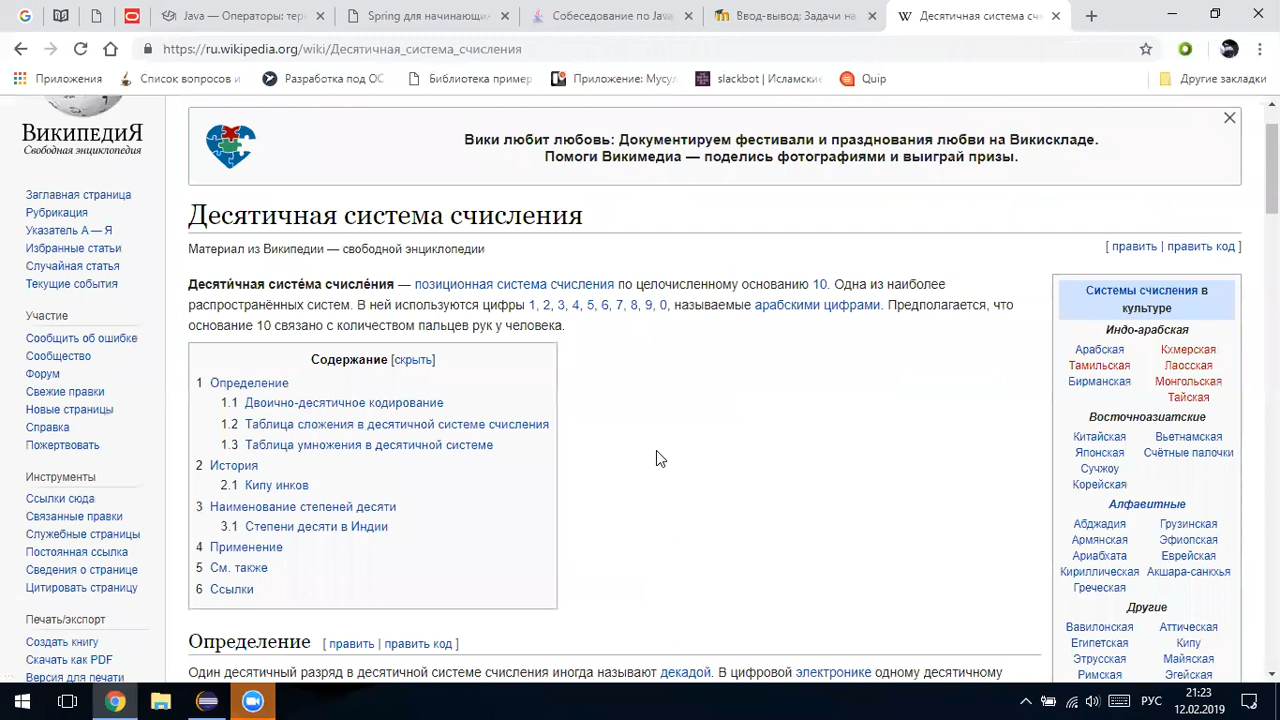 Java — Операторы: тер
Spring для начинающи
Собеседование по Java
Ввод-вывод: Задачи на
Десятичная система сч
https://ru.wikipedia.org/wiki/Десятичная_система_счисления
Приложения
Список вопросов и
Разработка под ОС
Библиотека пример
Приложение: Мусул
slackbot | Исламские
Quip
Другие закладки
ВикипедиЯ
Свободная энциклопедия
Заглавная страница
Рубрикация
Указатель А — Я
Избранные статьи
Случайная статья
Текущие события
Участие
Сообщить об ошибке
Сообщество
Форум
Свежие правки
Новые страницы
Справка
Пожертвовать
Инструменты
Ссылки сюда
Связанные правки
Служебные страницы
Постоянная ссылка
Сведения о странице
Цитировать страницу
Печать/экспорт
Создать книгу
Скачать как PDF
Версия для печати
Вики любит любовь: Документируем фестивали и празднования любви на Викискладе.
Помоги Викимедиа — поделись фотографиями и выиграй призы.
Десятичная система счисления
Материал из Википедии — свободной энциклопедии
[ править | править код ]
Десяти́чная систе́ма счисле́ния — позиционная система счисления по целочисленному основанию 10. Одна из наиболее
распространённых систем. В ней используются цифры 1, 2, 3, 4, 5, 6, 7, 8, 9, 0, называемые арабскими цифрами. Предполагается, что
основание 10 связано с количеством пальцев рук у человека.
Содержание [скрыть]
1 Определение
1.1 Двоично-десятичное кодирование
1.2 Таблица сложения в десятичной системе счисления
1.3 Таблица умножения в десятичной системе
2 История
2.1 Кипу инков
3 Наименование степеней десяти
3.1 Степени десяти в Индии
4 Применение
5 См. также
6 Ссылки
Определение [ править | править код ]
Один десятичный разряд в десятичной системе счисления иногда называют декадой. В цифровой электронике одному десятичному
Системы счисления в
культуре
Индо-арабская
Арабская Кхмерская
Тамильская Лаосская
Бирманская Монгольская
Тайская
Восточноазиатские
Китайская Вьетнамская
Японская Счётные палочки
Сучжоу
Корейская
Алфавитные
Абджадия Грузинская
Армянская Эфиопская
Ариабхата Еврейская
Кириллическая Акшара-санкхья
Греческая
Другие
Вавилонская Аттическая
Египетская Кипу
Этрусская Майяская
Римская Эгейская
РУС
21:23
12.02.2019